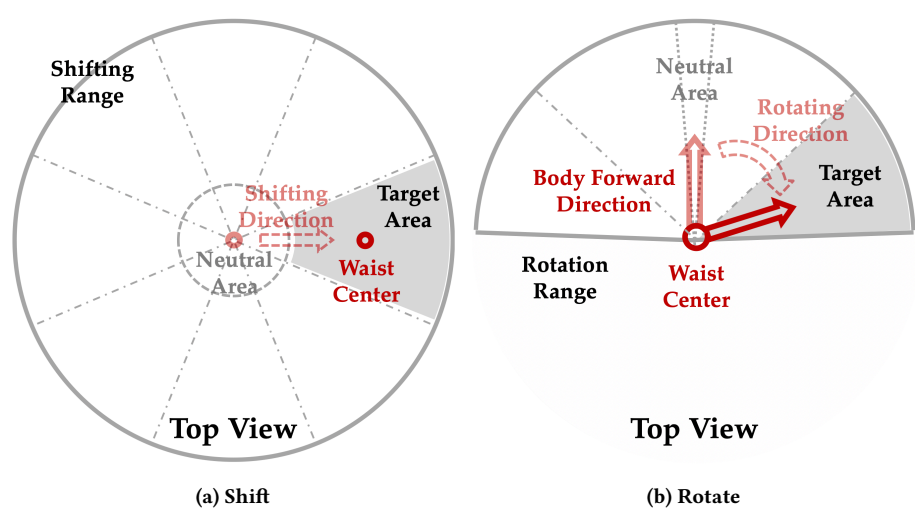 Shifting
Range
Shifting
Direction
Target
Area
Neutral
Area
Waist
Center
Top View
(a) Shift
Neutral
Area
Rotating
Direction
Body Forward
Direction
Target
Area
Rotation
Range
Waist
Center
Top View
(b) Rotate